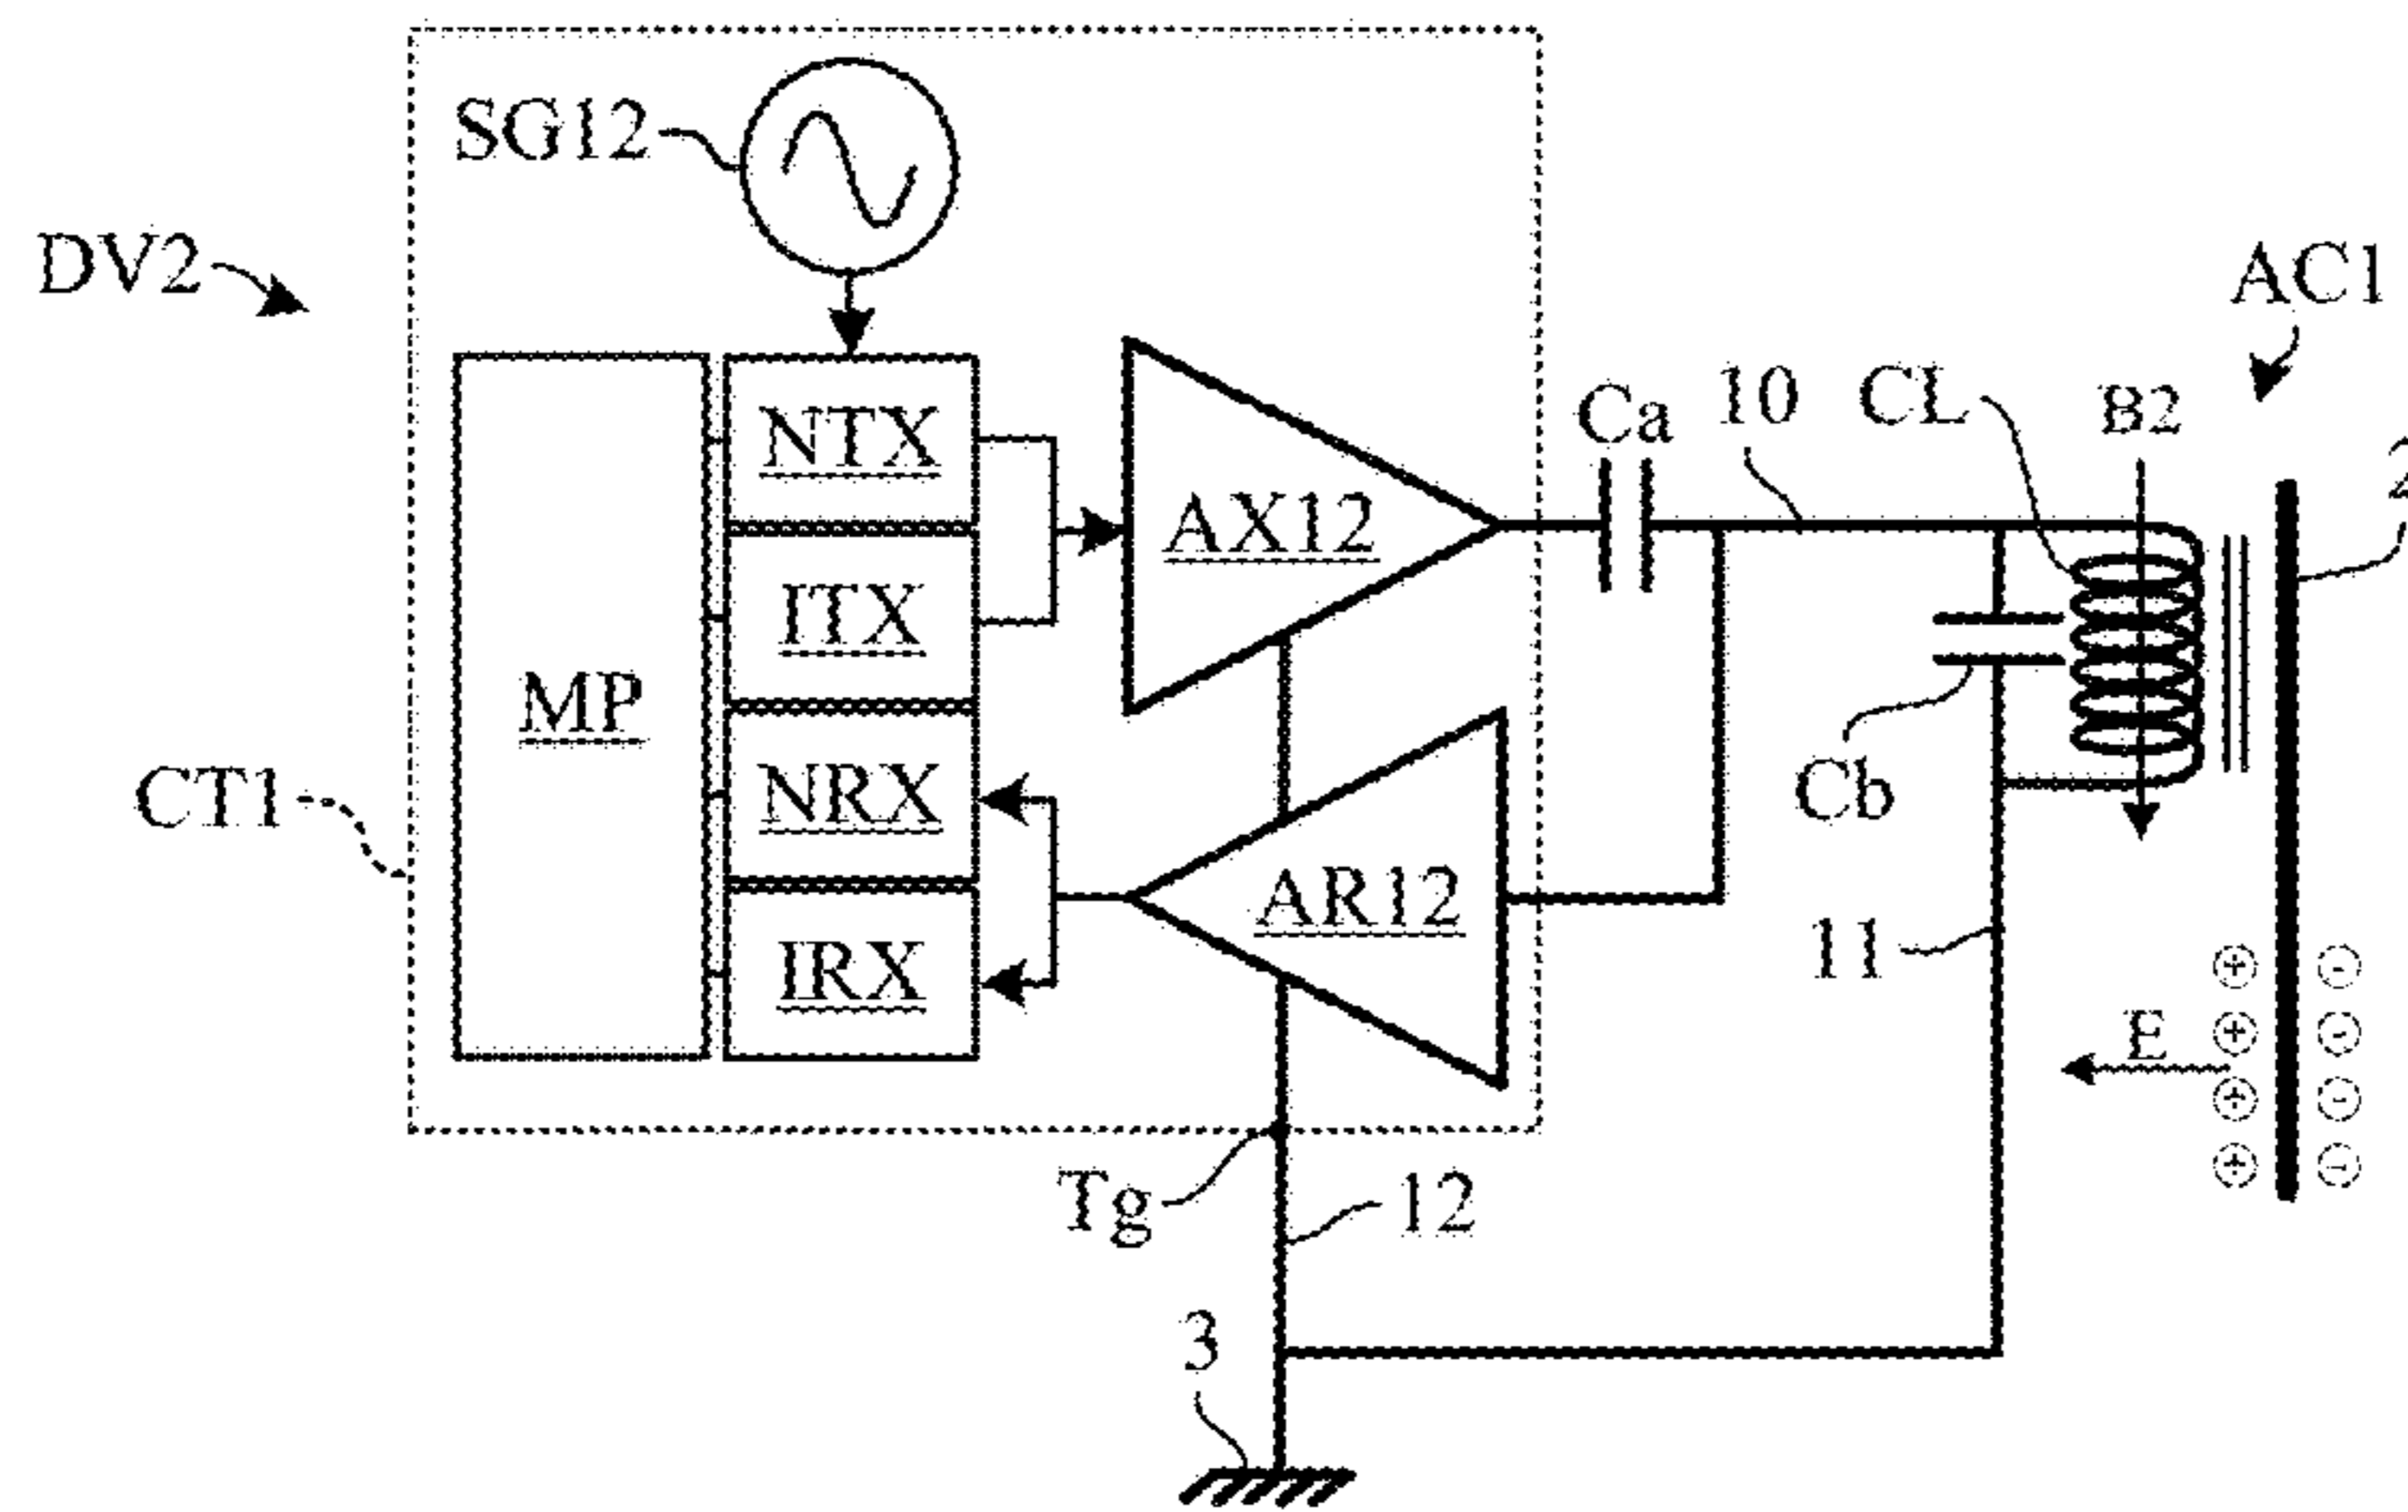 SG12
DV2
AC1
Ca
10
CL
B2
2
NTX
AX12
ITX
MP
NRX
Cb
CT1
AR12
11
IRX
E
Tg
12
3